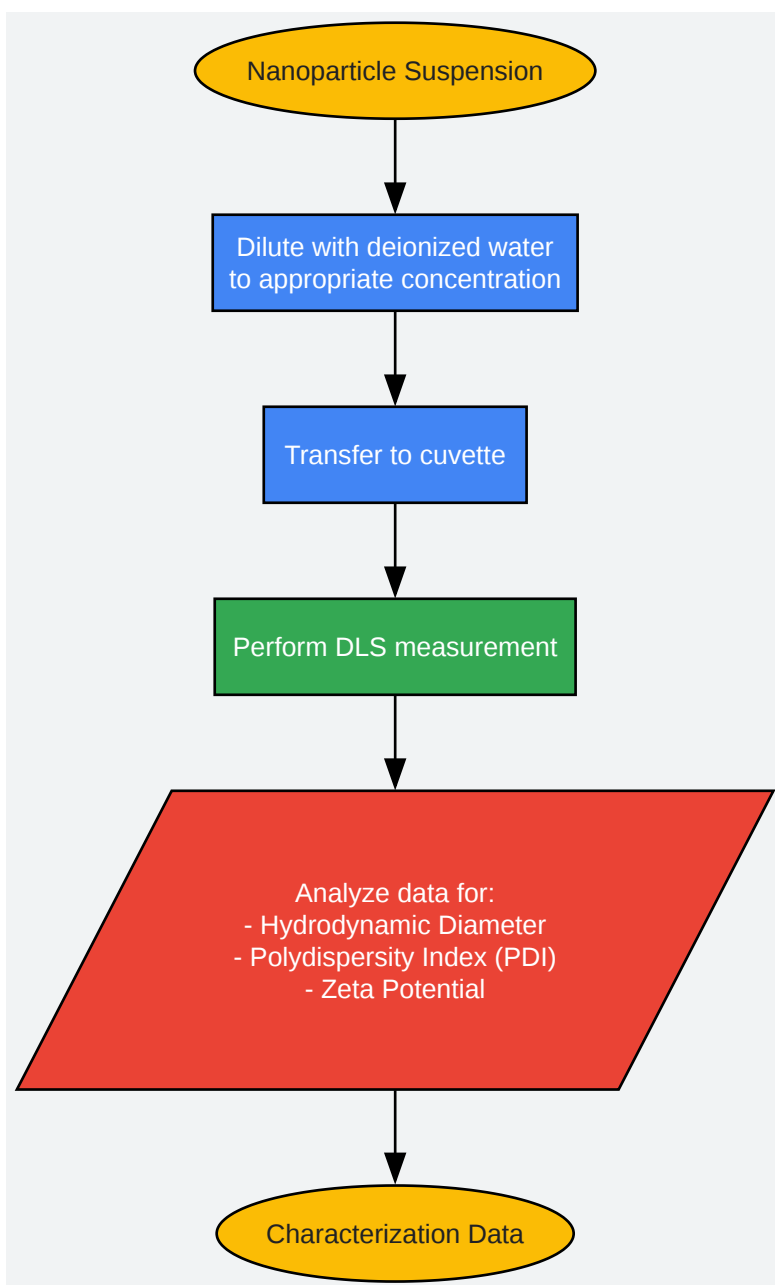 Nanoparticle Suspension
Dilute with deionized water
to appropriate concentration
Transfer to cuvette
Perform DLS measurement
Analyze data for:
- Hydrodynamic Diameter
- Polydispersity Index (PDI)
- Zeta Potential
Characterization Data